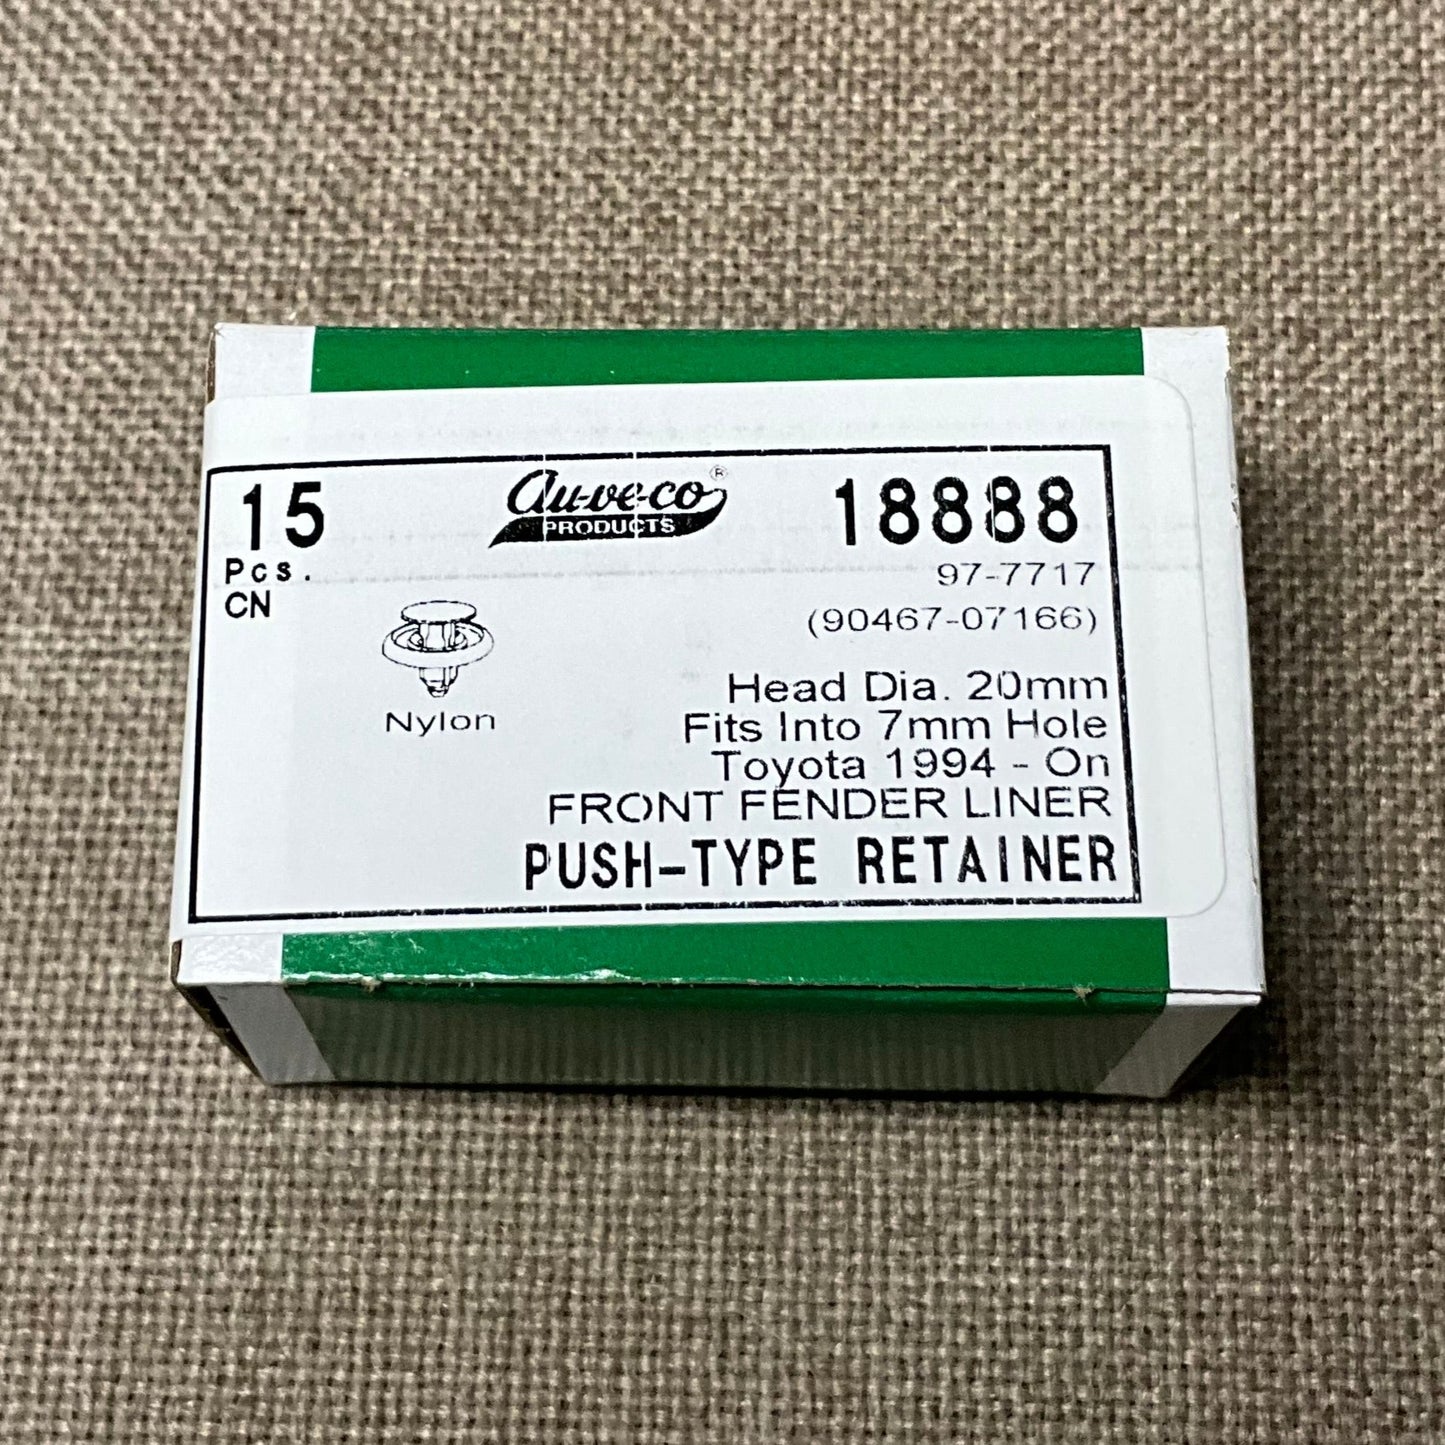 15
Pcs.
CN
Au-ve-co®
PRODUCTS
18888
97-7717
(90467-07166)
Nylon
Head Dia. 20mm
Fits Into 7mm Hole
Toyota 1994 - On
FRONT FENDER LINER
PUSH-TYPE RETAINER